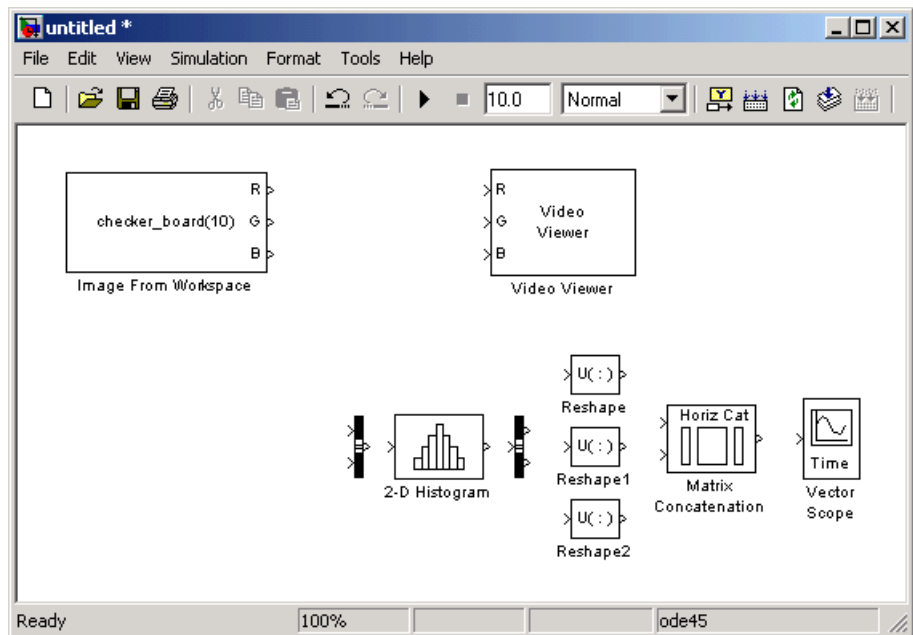 untitled *
File Edit View Simulation Format Tools Help
10.0 Normal
R
checker_board(10) G
B
Image From Workspace
R
G
B
Video
Viewer
Video Viewer
U(:)
Reshape
U(:)
Reshape1
U(:)
Reshape2
2-D Histogram
Horiz Cat
Matrix
Concatenation
Time
Vector
Scope
Ready 100% ode45